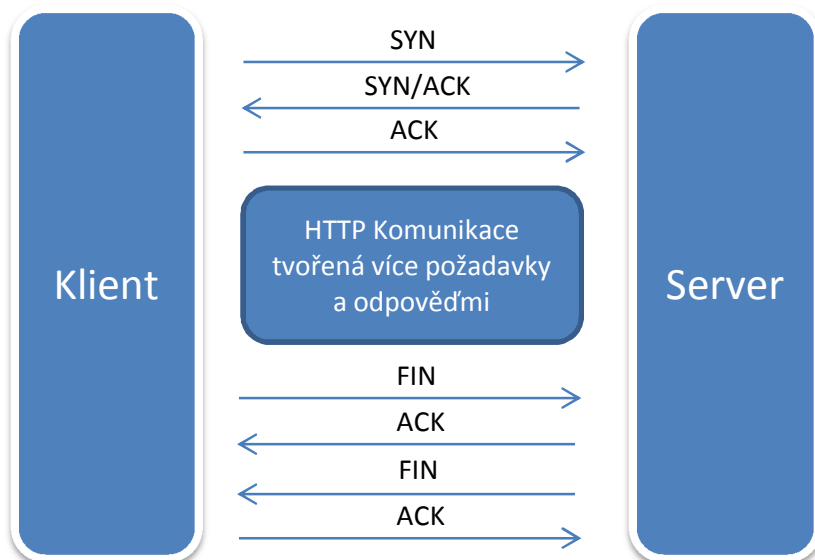 SYN
SYN/ACK
ACK
Klient
HTTP Komunikace
tvořená více požadavky
a odpověďmi
Server
FIN
ACK
FIN
ACK